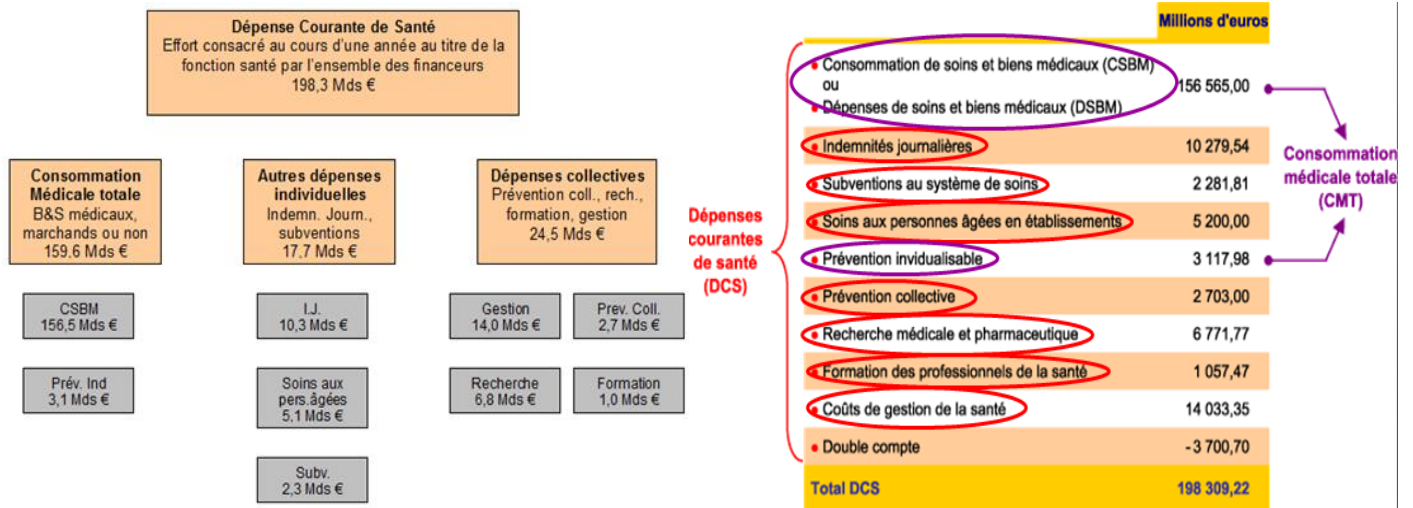 Dépense Courante de Santé
Effort consacré au cours d'une année au titre de la
fonction santé par l'ensemble des financeurs
198,3 Mds €
Consommation
Médicale totale
B&S médicaux,
marchands ou non
159,6 Mds €
Autres dépenses
individuelles
Indemn. Journ.,
subventions
17,7 Mds €
Dépenses collectives
Prévention coll., rech.,
formation, gestion
24,5 Mds €
CSBM
156,5 Mds €
I.J.
10,3 Mds €
Gestion
14,0 Mds €
Prev. Coll.
2,7 Mds €
Prév. Ind
3,1 Mds €
Soins aux
pers.âgées
5,1 Mds €
Recherche
6,8 Mds €
Formation
1,0 Mds €
Subv.
2,3 Mds €
Millions d'euros
Dépenses
courantes
de santé
(DCS)
• Consommation de soins et biens médicaux (CSBM)
ou
• Dépenses de soins et biens médicaux (DSBM)
156 565,00
• Indemnités journalières 10 279,54
• Subventions au système de soins 2 281,81
• Soins aux personnes âgées en établissements 5 200,00
• Prévention invidualisable 3 117,98
• Prévention collective 2 703,00
• Recherche médicale et pharmaceutique 6 771,77
• Formation des professionnels de la santé 1 057,47
• Coûts de gestion de la santé 14 033,35
• Double compte - 3 700,70
Total DCS 198 309,22
Consommation
médicale totale
(CMT)